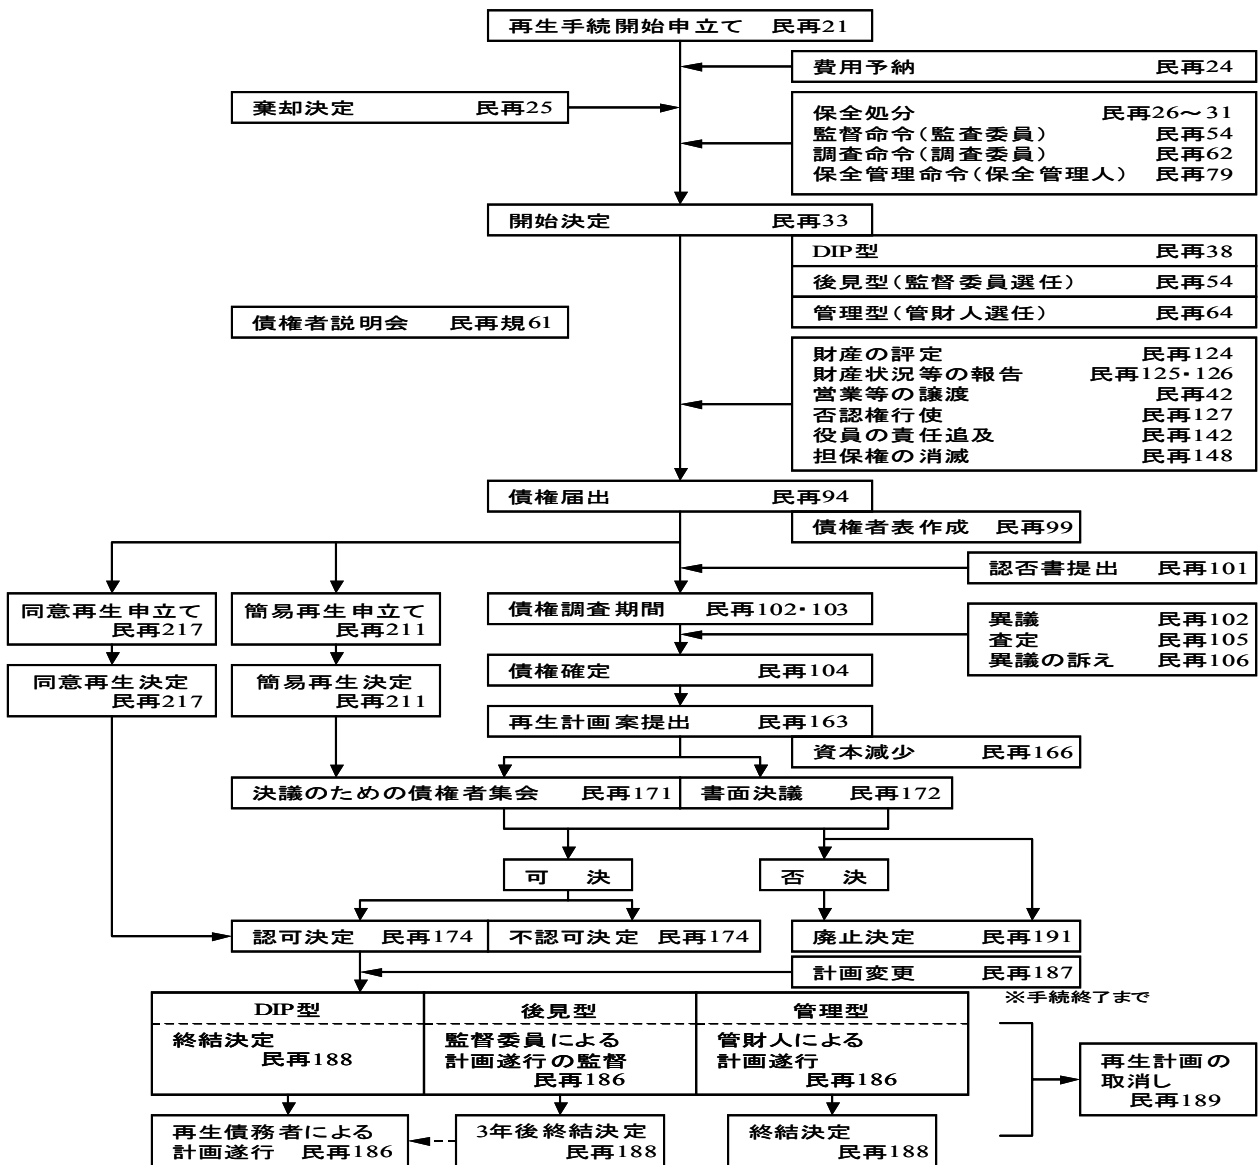 再生手続開始申立て 民再21
費用予納 民再24
棄却決定 民再25
保全処分 民再26～31
監督命令(監査委員) 民再54
調査命令(調査委員) 民再62
保全管理命令(保全管理人) 民再79
開始決定 民再33
DIP型 民再38
後見型(監督委員選任) 民再54
管理型(管財人選任) 民再64
債権者説明会 民再規61
財産の評定 民再124
財産状況等の報告 民再125・126
営業等の譲渡 民再42
否認権行使 民再127
役員の責任追及 民再142
担保権の消滅 民再148
債権届出 民再94
債権者表作成 民再99
認否書提出 民再101
同意再生申立て
民再217
簡易再生申立て
民再211
債権調査期間 民再102・103
異議 民再102
査定 民再105
異議の訴え 民再106
同意再生決定
民再217
簡易再生決定
民再211
債権確定 民再104
再生計画案提出 民再163
資本減少 民再166
決議のための債権者集会 民再171
書面決議 民再172
可 決
否 決
認可決定 民再174
不認可決定 民再174
廃止決定 民再191
計画変更 民再187
※手続終了まで
DIP型
終結決定
民再188
後見型
監督委員による
計画遂行の監督
民再186
管理型
管財人による
計画遂行
民再186
再生計画の
取消し
民再189
再生債務者による
計画遂行 民再186
3年後終結決定
民再188
終結決定
民再188